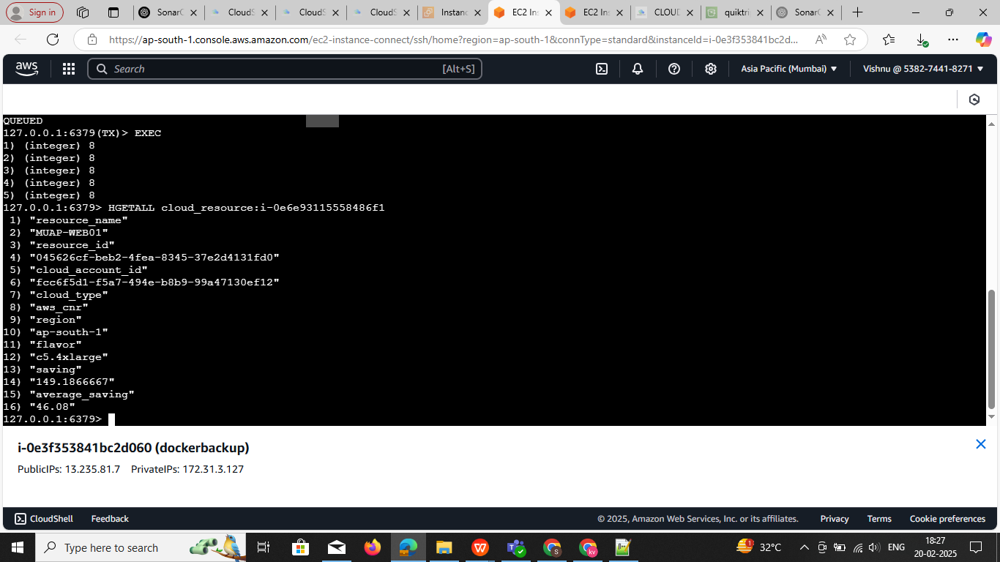 Sign in
SonarC
CloudS
CloudS
CloudS
Instanc
EC2 Ins
EC2 Ins
CLOUD
quiktri
SonarC
https://ap-south-1.console.aws.amazon.com/ec2-instance-connect/ssh/home?region=ap-south-1&connType=standard&instanceId=i-0e3f353841bc2d...
aws
Search
[Alt+S]
Asia Pacific (Mumbai)
Vishnu @ 5382-7441-8271
QUEUED
127.0.0.1:6379(TX)> EXEC
1) (integer) 8
2) (integer) 8
3) (integer) 8
4) (integer) 8
5) (integer) 8
127.0.0.1:6379> HGETALL cloud_resource:i-0e6e93115558486f1
1) "resource_name"
2) "MUAP-WEB01"
3) "resource_id"
4) "045626cf-beb2-4fea-8345-37e2d4131fd0"
5) "cloud_account_id"
6) "fcc6f5d1-f5a7-494e-b8b9-99a47130ef12"
7) "cloud_type"
8) "aws_cnr"
9) "region"
10) "ap-south-1"
11) "flavor"
12) "c5.4xlarge"
13) "saving"
14) "149.1866667"
15) "average_saving"
16) "46.08"
127.0.0.1:6379>
i-0e3f353841bc2d060 (dockerbackup)
PublicIPs: 13.235.81.7 PrivateIPs: 172.31.3.127
CloudShell Feedback
© 2025, Amazon Web Services, Inc. or its affiliates. Privacy Terms Cookie preferences
Type here to search
32°C
ENG
18:27
20-02-2025